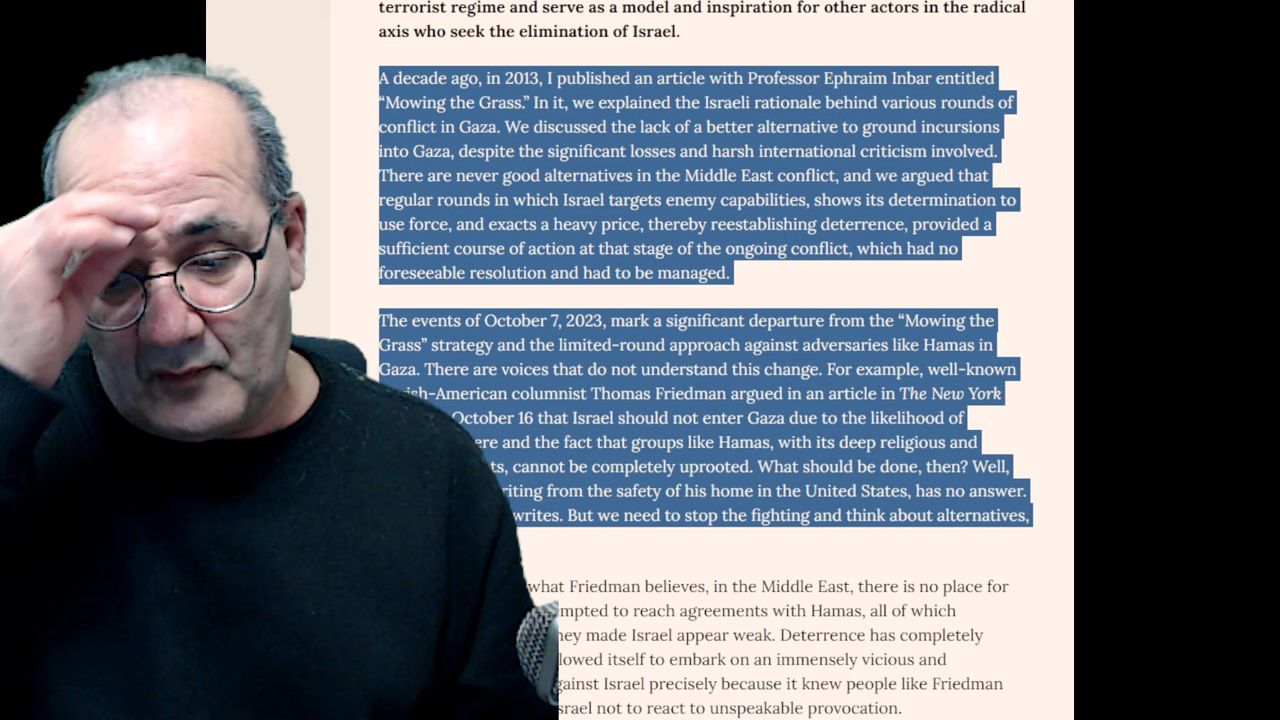 terrorist regime and serve as a model and inspiration for other actors in the radical
axis who seek the elimination of Israel.
A decade ago, in 2013, I published an article with Professor Ephraim Inbar entitled
“Mowing the Grass.” In it, we explained the Israeli rationale behind various rounds of
conflict in Gaza. We discussed the lack of a better alternative to ground incursions
into Gaza, despite the significant losses and harsh international criticism involved.
There are never good alternatives in the Middle East conflict, and we argued that
regular rounds in which Israel targets enemy capabilities, shows its determination to
use force, and exacts a heavy price, thereby reestablishing deterrence, provided a
sufficient course of action at that stage of the ongoing conflict, which had no
foreseeable resolution and had to be managed.
The events of October 7, 2023, mark a significant departure from the “Mowing the
Grass” strategy and the limited-round approach against adversaries like Hamas in
Gaza. There are voices that do not understand this change. For example, well-known
American columnist Thomas Friedman argued in an article in The New York
October 16 that Israel should not enter Gaza due to the likelihood of
and the fact that groups like Hamas, with its deep religious and
cannot be completely uprooted. What should be done, then? Well,
from the safety of his home in the United States, has no answer.
writes. But we need to stop the fighting and think about alternatives,
what Friedman believes, in the Middle East, there is no place for
to reach agreements with Hamas, all of which
made Israel appear weak. Deterrence has completely
itself to embark on an immensely vicious and
Israel precisely because it knew people like Friedman
not to react to unspeakable provocation.